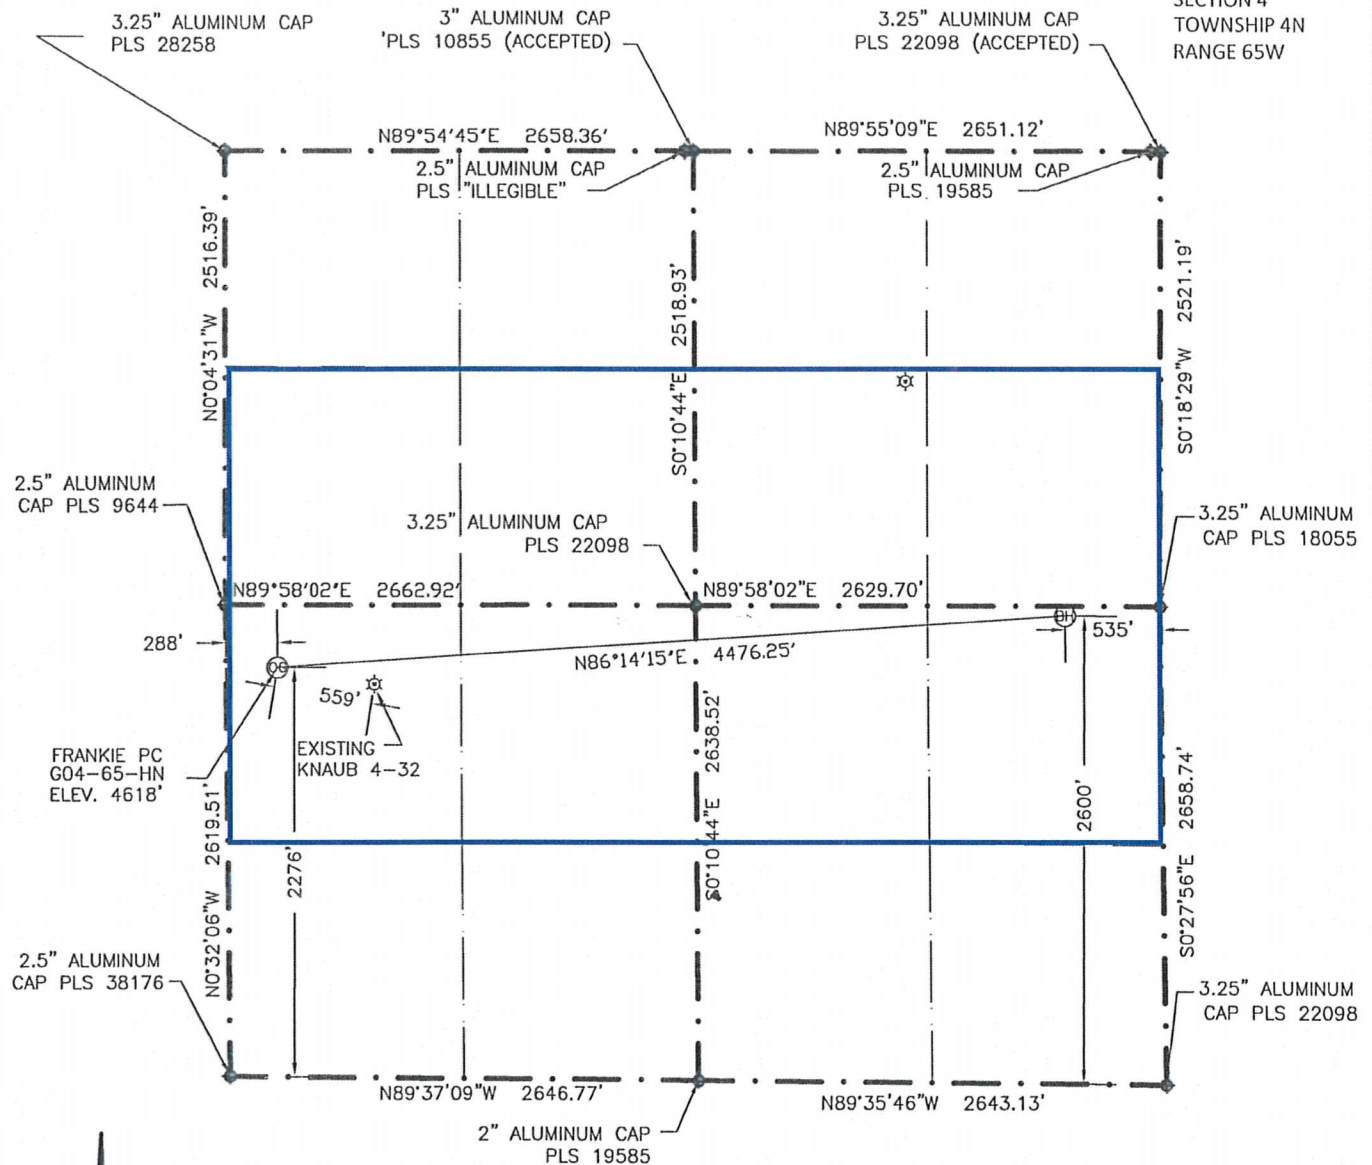 SECTION 4
TOWNSHIP 4N
RANGE 65W
3.25" ALUMINUM CAP
PLS 28258
3" ALUMINUM CAP
'PLS 10855 (ACCEPTED)
3.25" ALUMINUM CAP
PLS 22098 (ACCEPTED)
N89°54'45"E 2658.36'
N89°55'09"E 2651.12'
2.5" ALUMINUM CAP
PLS "ILLEGIBLE"
2.5" ALUMINUM CAP
PLS 19585
N0°04'31"W 2516.39'
S0°10'44"E 2518.93'
S0°18'29"W 2521.19'
2.5" ALUMINUM
CAP PLS 9644
3.25" ALUMINUM CAP
PLS 22098
3.25" ALUMINUM
CAP PLS 18055
N89°58'02"E 2662.92'
N89°58'02"E 2629.70'
288'
OG
BH
535'
N86°14'15"E 4476.25'
559'
EXISTING
KNAUB 4-32
FRANKIE PC
G04-65-HN
ELEV. 4618'
N0°32'06"W 2619.51'
2276'
S0°10'44"E 2638.52'
2600'
S0°27'56"E 2658.74'
2.5" ALUMINUM
CAP PLS 38176
3.25" ALUMINUM
CAP PLS 22098
N89°37'09"W 2646.77'
N89°35'46"W 2643.13'
2" ALUMINUM CAP
PLS 19585